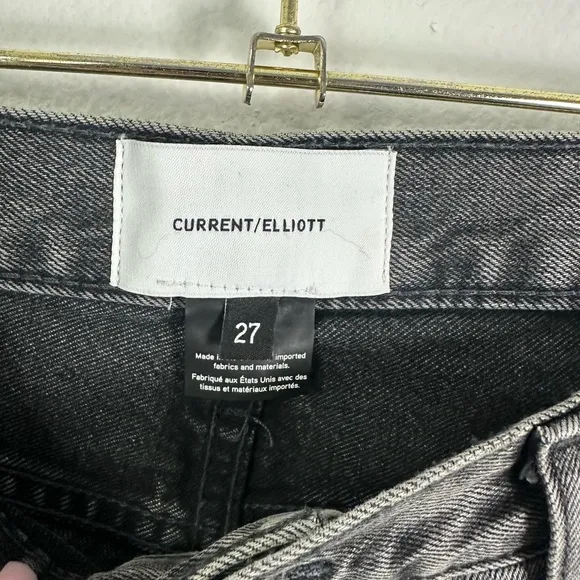 CURRENT/ELLIOTT
27
Made imported
fabrics and materials.
Fabriqué aux États Unis avec des
tissus et matériaux importés.